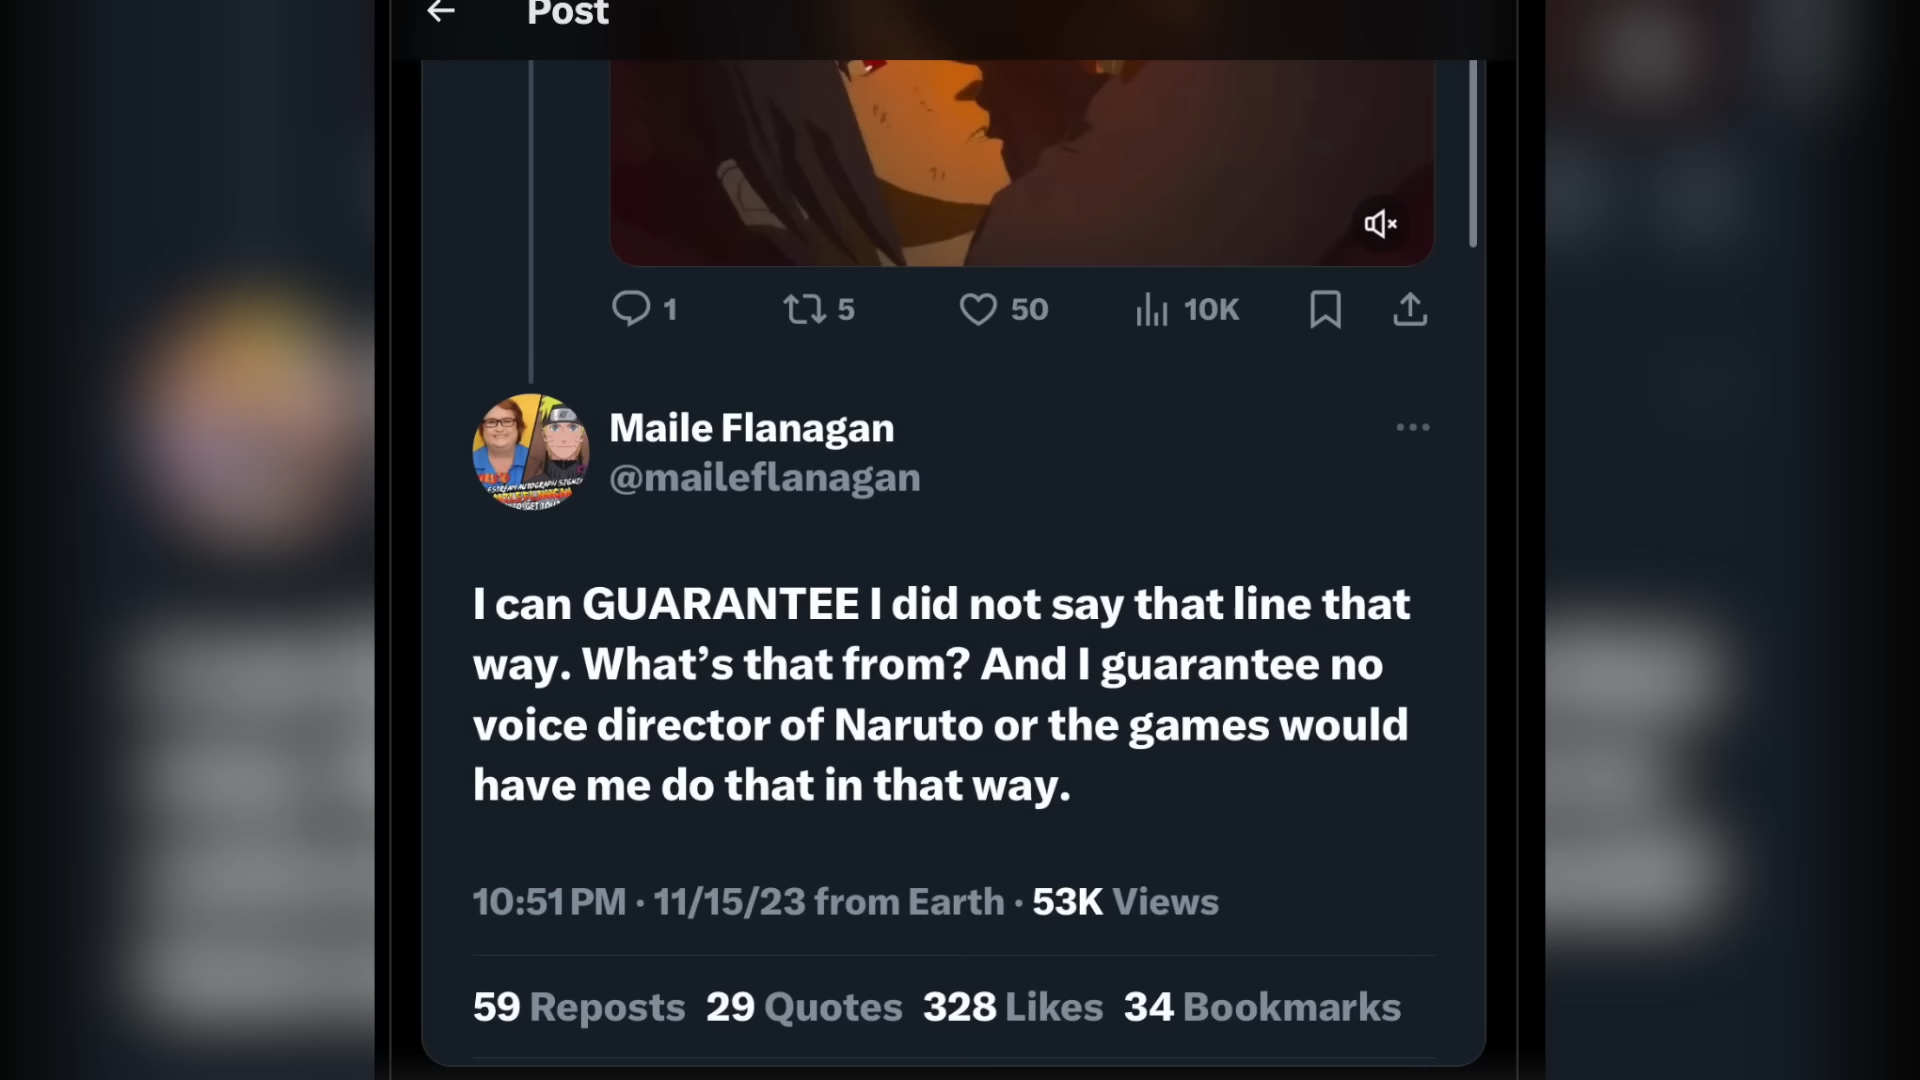 Post
1 5 50 10K
Maile Flanagan
@maileflanagan
I can GUARANTEE I did not say that line that
way. What’s that from? And I guarantee no
voice director of Naruto or the games would
have me do that in that way.
10:51 PM · 11/15/23 from Earth · 53K Views
59 Reposts 29 Quotes 328 Likes 34 Bookmarks